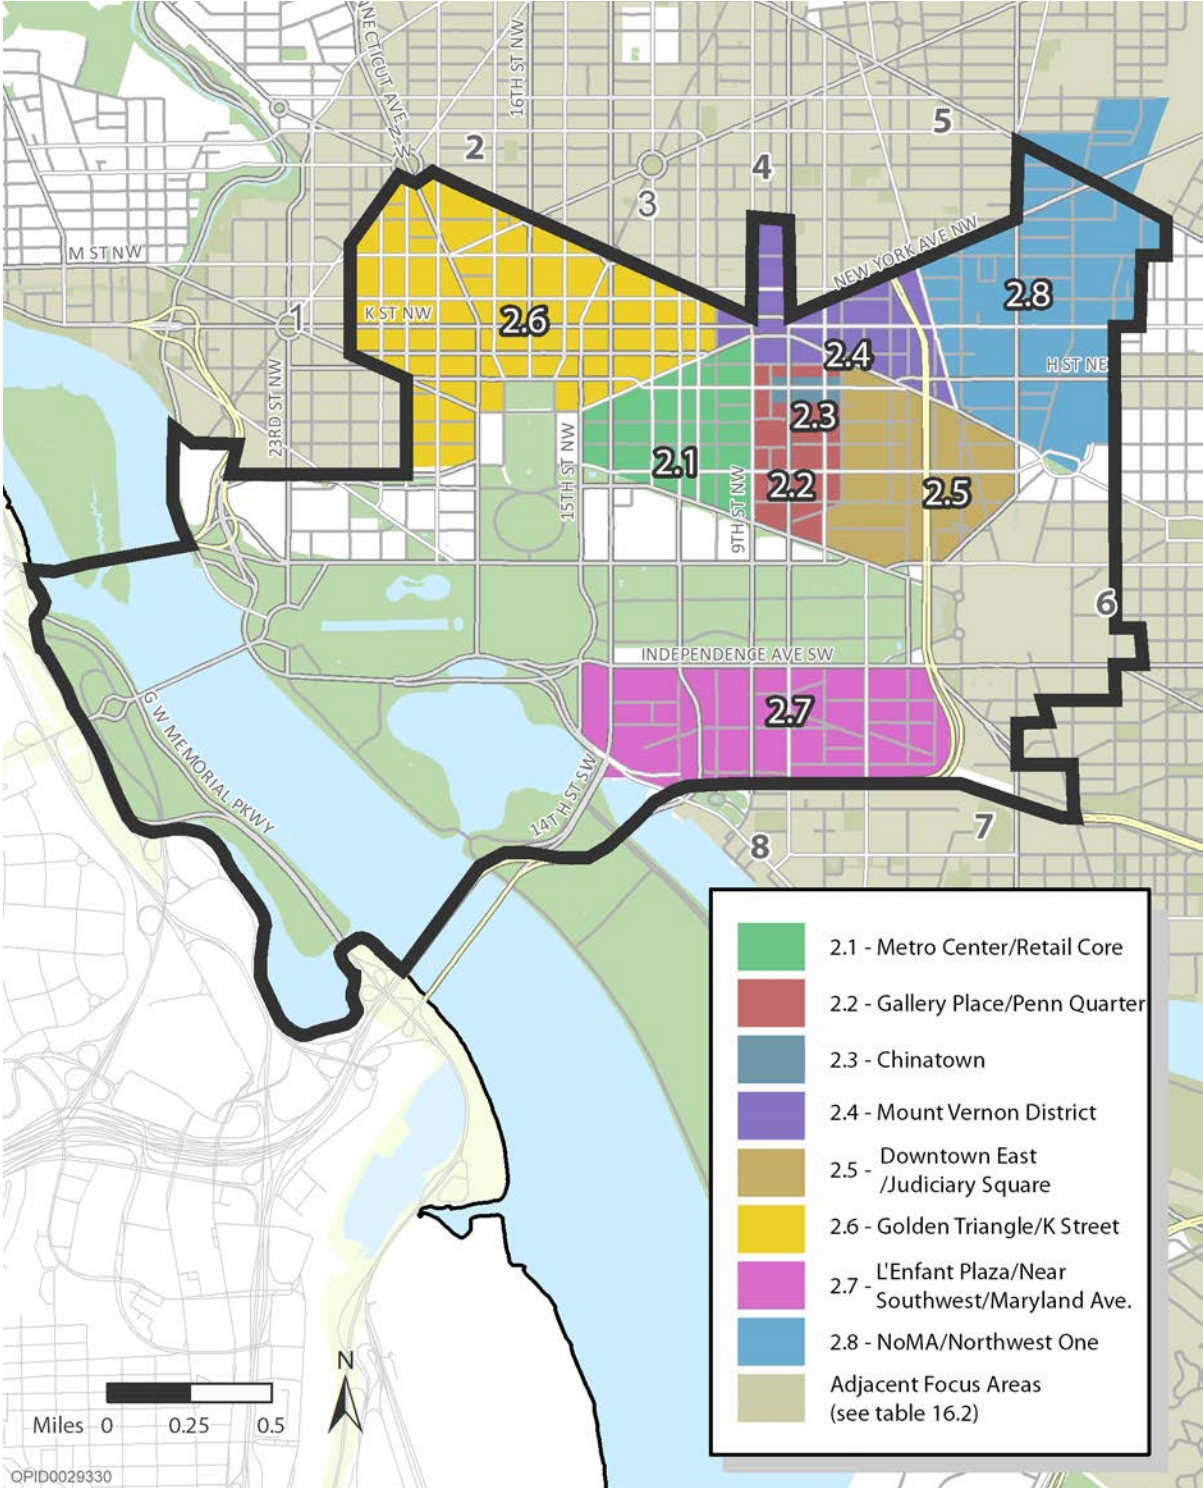 CONNECTICUT AVE NW
16TH ST NW
5
2
4
3
M ST NW
NEW YORK AVE NW
2.8
1
K ST NW
2.6
2.4
H ST NE
23RD ST NW
2.3
15TH ST NW
2.1
9TH ST NW
2.2
2.5
6
INDEPENDENCE AVE SW
G W MEMORIAL PKWY
2.7
14TH ST SW
8
7
2.1 - Metro Center/Retail Core
2.2 - Gallery Place/Penn Quarter
2.3 - Chinatown
2.4 - Mount Vernon District
2.5 - Downtown East
/Judiciary Square
2.6 - Golden Triangle/K Street
2.7 - L'Enfant Plaza/Near
Southwest/Maryland Ave.
2.8 - NoMA/Northwest One
Adjacent Focus Areas
(see table 16.2)
N
Miles 0 0.25 0.5
OPID0029330